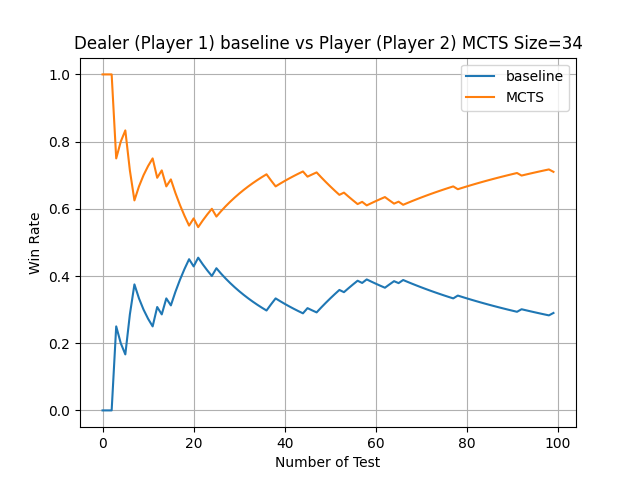 Dealer (Player 1) baseline vs Player (Player 2) MCTS Size=34
baseline
MCTS
1.0
0.8
0.6
0.4
0.2
0.0
Win Rate
0 20 40 60 80 100
Number of Test